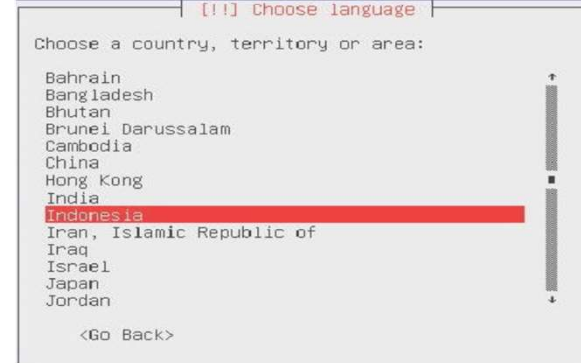 [!!] Choose language
Choose a country, territory or area:
Bahrain
Bangladesh
Bhutan
Brunei Darussalam
Cambodia
China
Hong Kong
India
Indonesia
Iran, Islamic Republic of
Iraq
Israel
Japan
Jordan
<Go Back>